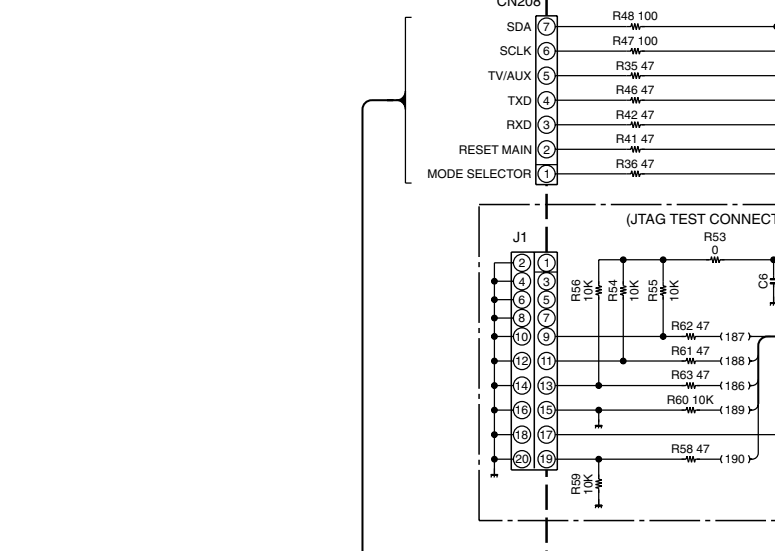 CN208
SDA 7 R48 100
SCLK 6 R47 100
TV/AUX 5 R35 47
TXD 4 R46 47
RXD 3 R42 47
RESET MAIN 2 R41 47
MODE SELECTOR 1 R36 47
(JTAG TEST CONNECT
J1
R53
0
2 1
4 3
6 5
8 7
10 9
12 11
14 13
16 15
18 17
20 19
R56
10K
R54
10K
R55
10K
C6
R62 47
(187)
R61 47
(188)
R63 47
(186)
R60 10K
(189)
R58 47
(190)
R59
10K